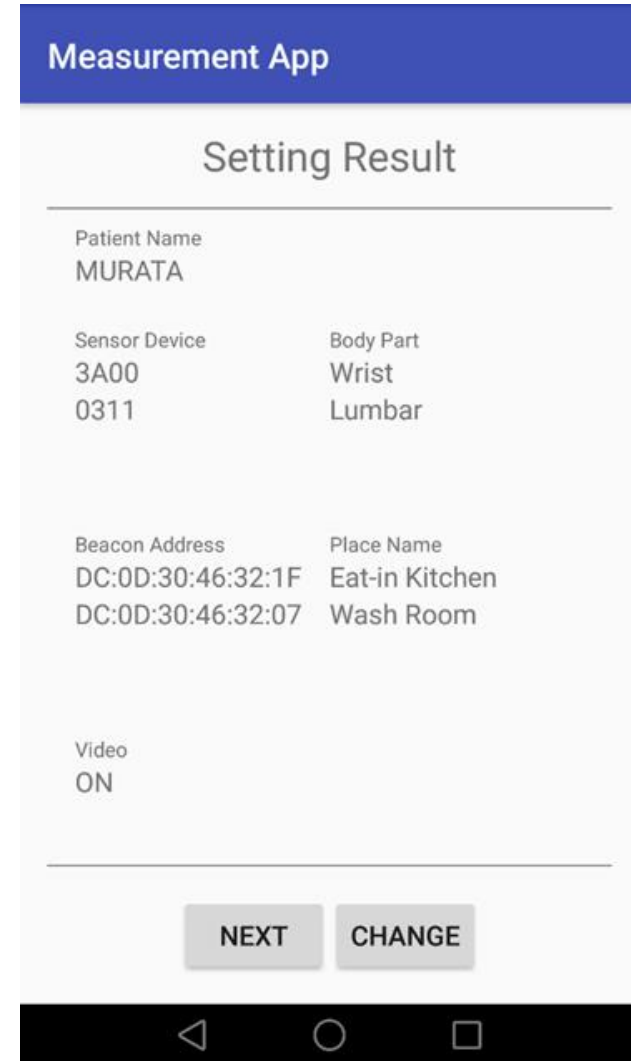 Measurement App
Setting Result
Patient Name
MURATA
Sensor Device Body Part
3A00 Wrist
0311 Lumbar
Beacon Address Place Name
DC:0D:30:46:32:1F Eat-in Kitchen
DC:0D:30:46:32:07 Wash Room
Video
ON
NEXT CHANGE